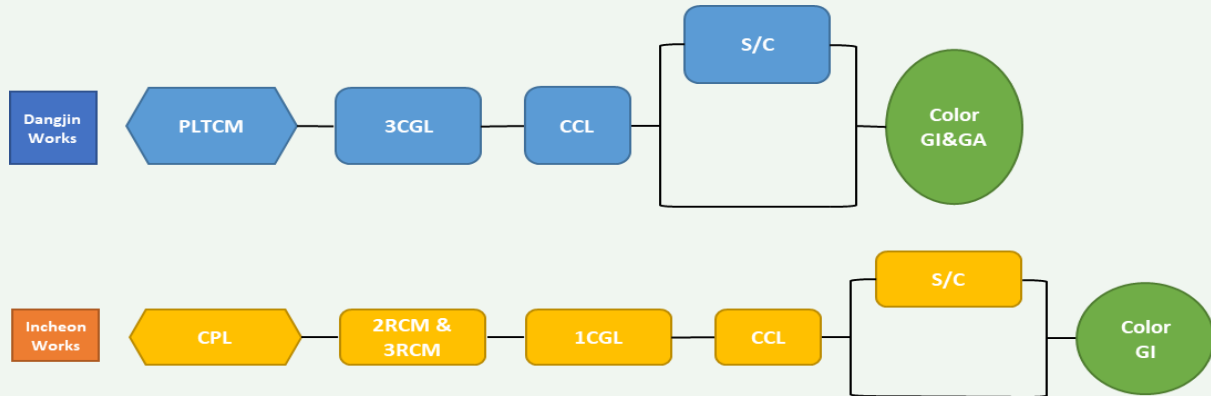 S/C
Dangjin
Works
PLTCM
3CGL
CCL
Color
GI&GA
Incheon
Works
CPL
2RCM &
3RCM
1CGL
CCL
S/C
Color
GI